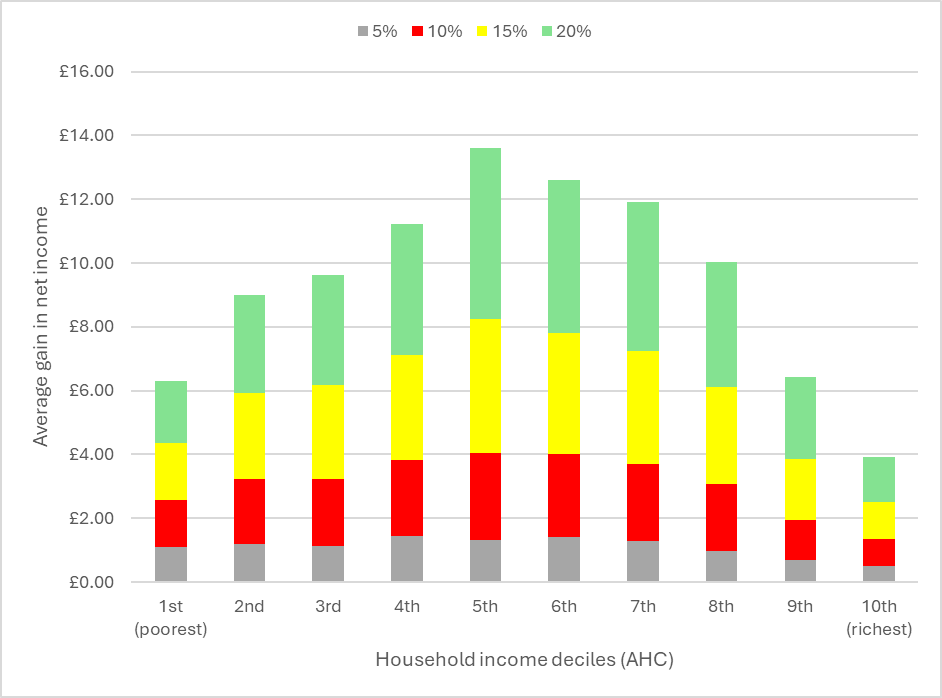 5% 10% 15% 20%
£16.00
£14.00
£12.00
£10.00
£8.00
£6.00
£4.00
£2.00
£0.00
Average gain in net income
1st 2nd 3rd 4th 5th 6th 7th 8th 9th 10th
(poorest) (richest)
Household income deciles (AHC)